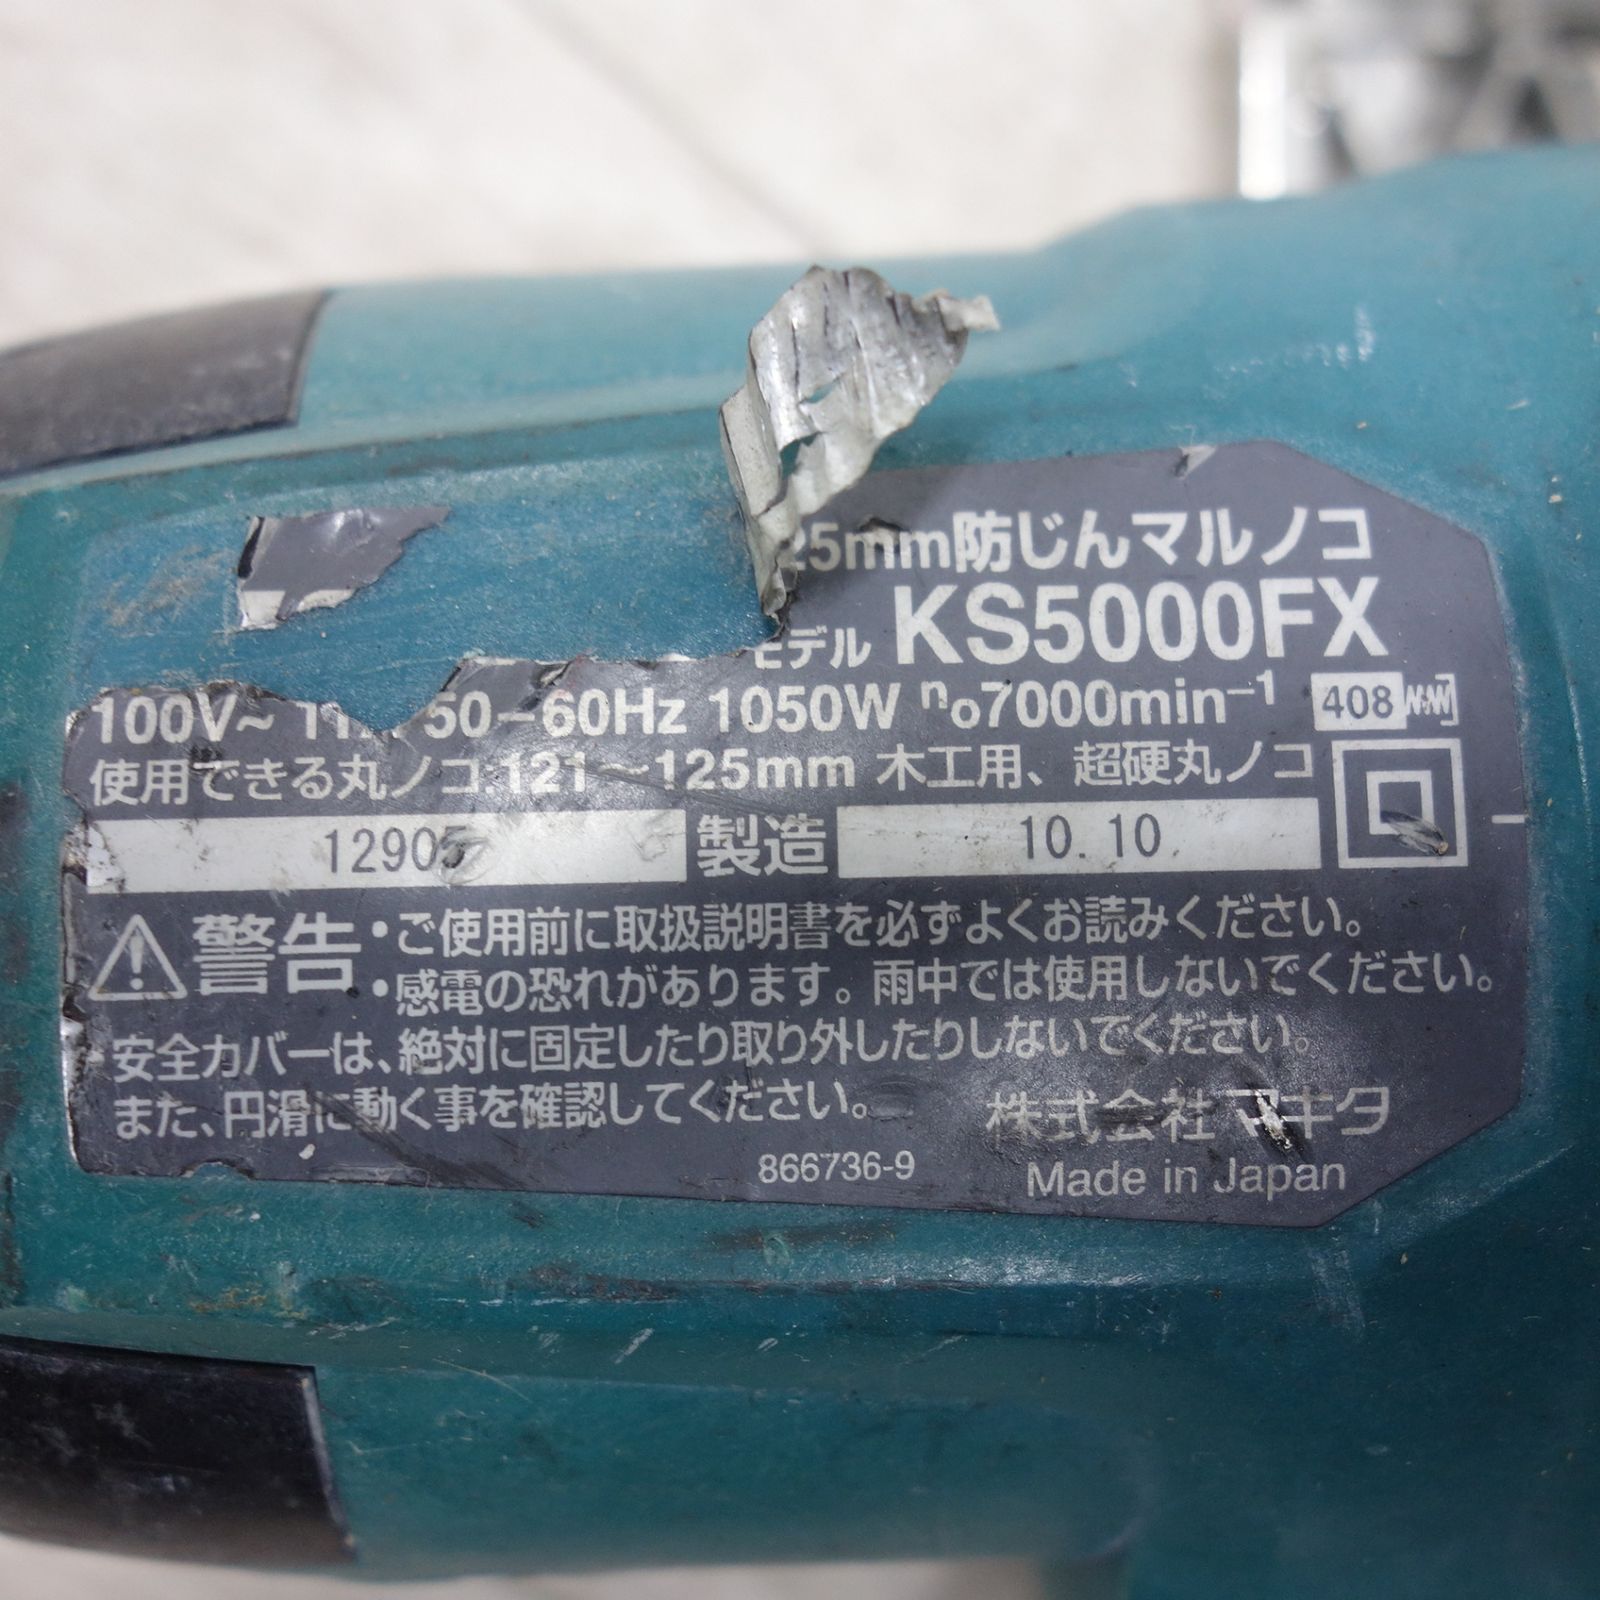 25mm防じんマルノコ
モデル KS5000FX
100V~ 11A 50-60Hz 1050W n₀7000min⁻¹ 408
使用できる丸ノコ:121~125mm 木工用、超硬丸ノコ
12905 製造 10.10
警告 •ご使用前に取扱説明書を必ずよくお読みください。
•感電の恐れがあります。雨中では使用しないでください。
安全カバーは、絶対に固定したり取り外したりしないでください。
また、円滑に動く事を確認してください。
株式会社マキタ
866736-9 Made in Japan